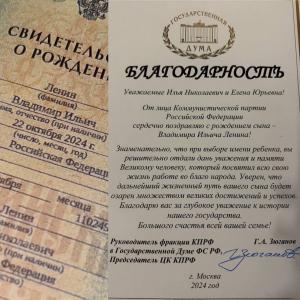 СВИДЕТЕЛЬС
О РОЖДЕН
Ленин
(фамилия)
Владимир Ильич
имя, отчество (при наличии)
22 октября 2024 г.
(число, месяц, год)
Российская Федераци
месяца
Ленин
(фамилия)
ГОСУДАРСТВЕННАЯ
ДУМА
БЛАГОДАРНОСТЬ
Уважаемые Илья Николаевич и Елена Юрьевна!
От лица Коммунистической партии
Российской Федерации
сердечно поздравляю с рождением сына –
Владимира Ильича Ленина!
Знаменательно, что при выборе имени ребенка, вы
решительно отдали дань уважения и памяти
Великому человеку, который посвятил всю свою
жизнь работе во благо народа. Уверен, что
дальнейший жизненный путь вашего сына будет
озарен множеством великих достижений и успехов.
Благодарю вас за глубокое уважение к истории
нашего государства.
Большого счастья всей вашей семье!
Руководитель фракции КПРФ
в Государственной Думе ФС РФ,
Председатель ЦК КПРФ
Г.А. Зюганов
г. Москва
2024 год